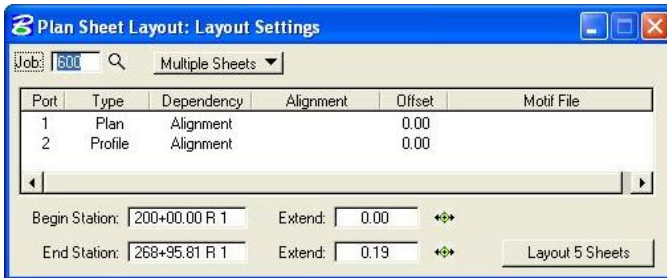 Plan Sheet Layout: Layout Settings
Job: 600 Multiple Sheets
Port Type Dependency Alignment Offset Motif File
1 Plan Alignment 0.00
2 Profile Alignment 0.00
Begin Station: 200+00.00 R 1 Extend: 0.00
End Station: 268+95.81 R 1 Extend: 0.19 Layout 5 Sheets